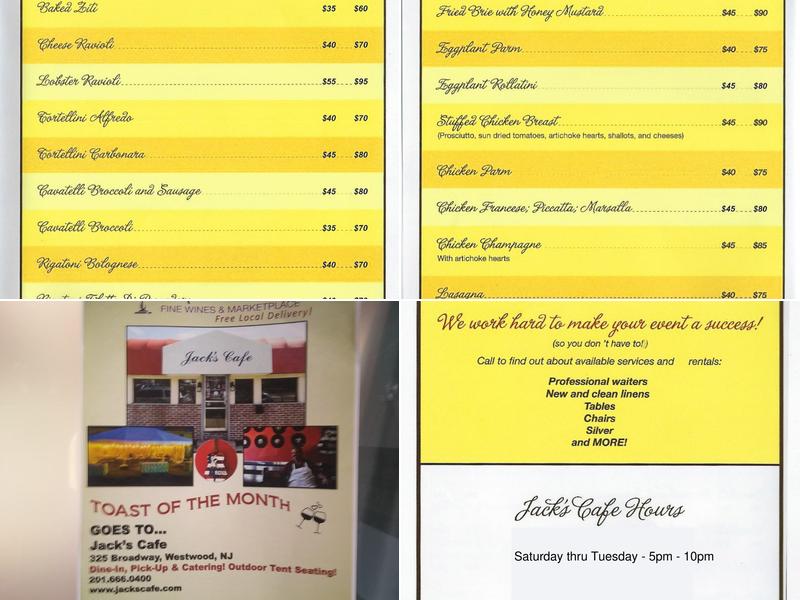 Baked Ziti $35 $60
Cheese Ravioli $40 $70
Lobster Ravioli $55 $95
Tortellini Alfredo $40 $70
Tortellini Carbonara $45 $80
Cavatelli Broccoli and Sausage $45 $80
Cavatelli Broccoli $35 $70
Rigatoni Bolognese $40 $70
Fried Brie with Honey Mustard $45 $90
Eggplant Parm $40 $75
Eggplant Rollatini $45 $80
Stuffed Chicken Breast $45 $90
(Prosciutto, sun dried tomatoes, artichoke hearts, shallots, and cheeses)
Chicken Parm $40 $75
Chicken Francese; Piccatta; Marsalla $45 $80
Chicken Champagne $45 $85
With artichoke hearts
Lasagna $40 $75
FINE WINES & MARKETPLACE
Free Local Delivery!
Jack's Cafe
TOAST OF THE MONTH
GOES TO...
Jack's Cafe
325 Broadway, Westwood, NJ
Dine-In, Pick-Up & Catering! Outdoor Tent Seating!
201.666.0400
www.jackscafe.com
We work hard to make your event a success!
(so you don 't have to!)
Call to find out about available services and rentals:
Professional waiters
New and clean linens
Tables
Chairs
Silver
and MORE!
Jack's Cafe Hours
Saturday thru Tuesday - 5pm - 10pm